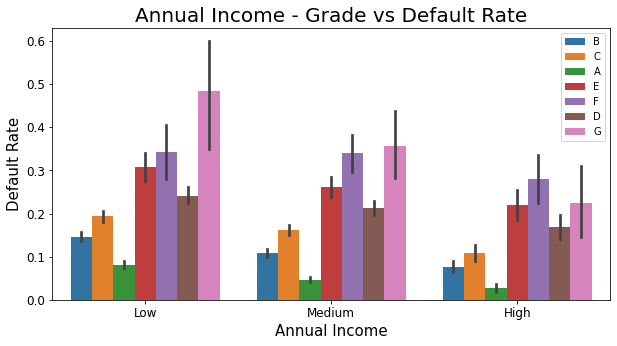 Annual Income - Grade vs Default Rate
Default Rate
0.6
0.5
0.4
0.3
0.2
0.1
0.0
B
C
A
E
F
D
G
Low
Medium
High
Annual Income